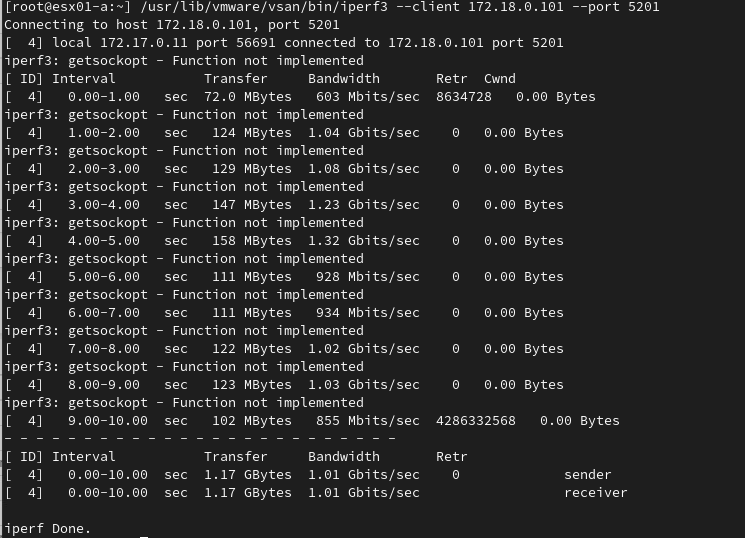 [root@esx01-a:~] /usr/lib/vmware/vsan/bin/iperf3 --client 172.18.0.101 --port 5201
Connecting to host 172.18.0.101, port 5201
[  4] local 172.17.0.11 port 56691 connected to 172.18.0.101 port 5201
iperf3: getsockopt - Function not implemented
[ ID] Interval           Transfer     Bandwidth       Retr  Cwnd
[  4]   0.00-1.00   sec  72.0 MBytes   603 Mbits/sec  8634728   0.00 Bytes
iperf3: getsockopt - Function not implemented
[  4]   1.00-2.00   sec   124 MBytes  1.04 Gbits/sec    0   0.00 Bytes
iperf3: getsockopt - Function not implemented
[  4]   2.00-3.00   sec   129 MBytes  1.08 Gbits/sec    0   0.00 Bytes
iperf3: getsockopt - Function not implemented
[  4]   3.00-4.00   sec   147 MBytes  1.23 Gbits/sec    0   0.00 Bytes
iperf3: getsockopt - Function not implemented
[  4]   4.00-5.00   sec   158 MBytes  1.32 Gbits/sec    0   0.00 Bytes
iperf3: getsockopt - Function not implemented
[  4]   5.00-6.00   sec   111 MBytes   928 Mbits/sec    0   0.00 Bytes
iperf3: getsockopt - Function not implemented
[  4]   6.00-7.00   sec   111 MBytes   934 Mbits/sec    0   0.00 Bytes
iperf3: getsockopt - Function not implemented
[  4]   7.00-8.00   sec   122 MBytes  1.02 Gbits/sec    0   0.00 Bytes
iperf3: getsockopt - Function not implemented
[  4]   8.00-9.00   sec   123 MBytes  1.03 Gbits/sec    0   0.00 Bytes
iperf3: getsockopt - Function not implemented
[  4]   9.00-10.00  sec   102 MBytes   855 Mbits/sec  4286332568   0.00 Bytes
- - - - - - - - - - - - - - - - - - - - - - - - -
[ ID] Interval           Transfer     Bandwidth       Retr
[  4]   0.00-10.00  sec  1.17 GBytes  1.01 Gbits/sec    0             sender
[  4]   0.00-10.00  sec  1.17 GBytes  1.01 Gbits/sec                  receiver

iperf Done.